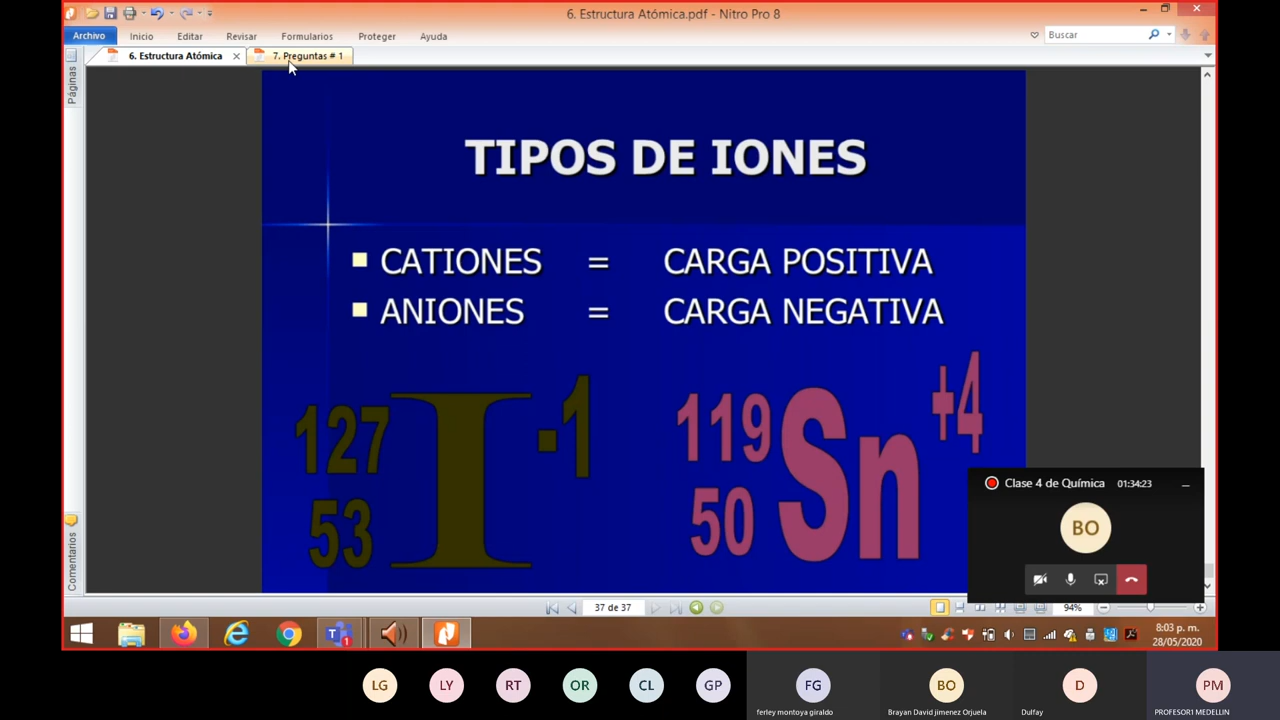 6. Estructura Atómica.pdf - Nitro Pro 8
Archivo Inicio Editar Revisar Formularios Proteger Ayuda Buscar
6. Estructura Atómica 7. Preguntas # 1
Páginas
TIPOS DE IONES
CATIONES = CARGA POSITIVA
ANIONES = CARGA NEGATIVA
127 53 I -1
119 50 Sn +4
Clase 4 de Química 01:34:23
BO
Comentarios
37 de 37 94%
8:03 p. m.
28/05/2020
LG LY RT OR CL GP FG BO D PM
ferley montoya giraldo Brayan David jimenez Orjuela Dulfay PROFESOR1 MEDELLIN